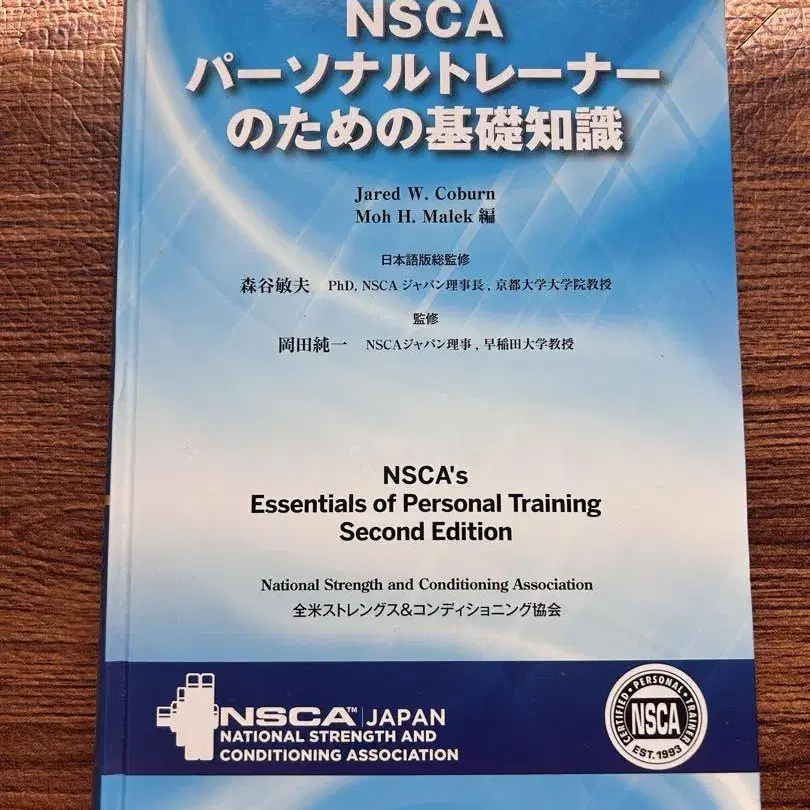 NSCA
パーソナルトレーナー
のための基礎知識
Jared W. Coburn
Moh H. Malek 編
日本語版総監修
森谷敏夫 PhD, NSCA ジャパン理事長, 京都大学大学院教授
監修
岡田純一 NSCAジャパン理事, 早稲田大学教授
NSCA's
Essentials of Personal Training
Second Edition
National Strength and Conditioning Association
全米ストレングス&コンディショニング協会
NSCA™ JAPAN
NATIONAL STRENGTH AND
CONDITIONING ASSOCIATION
CERTIFIED • PERSONAL • TRAINER
NSCA
EST. 1993